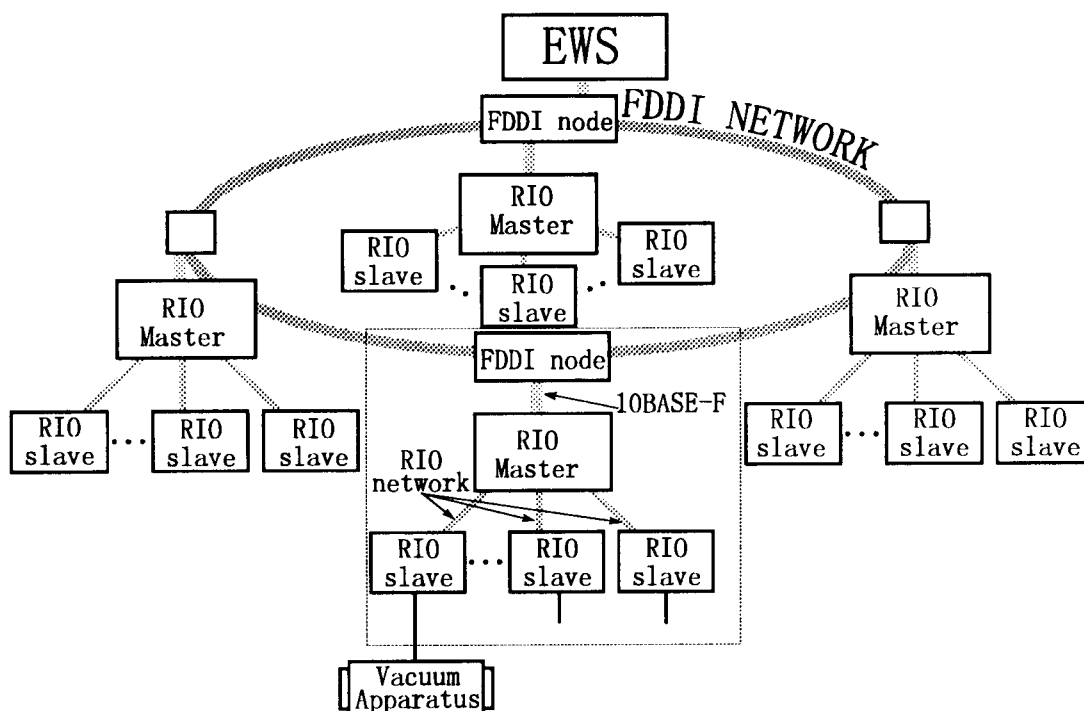 EWS
FDDI NETWORK
FDDI node
RIO
Master
RIO
slave
RIO
slave
RIO
slave
RIO
Master
RIO
Master
FDDI node
10BASE-F
RIO
slave
RIO
slave
RIO
slave
RIO
Master
RIO
slave
RIO
slave
RIO
slave
RIO
network
RIO
slave
RIO
slave
RIO
slave
Vacuum
Apparatus